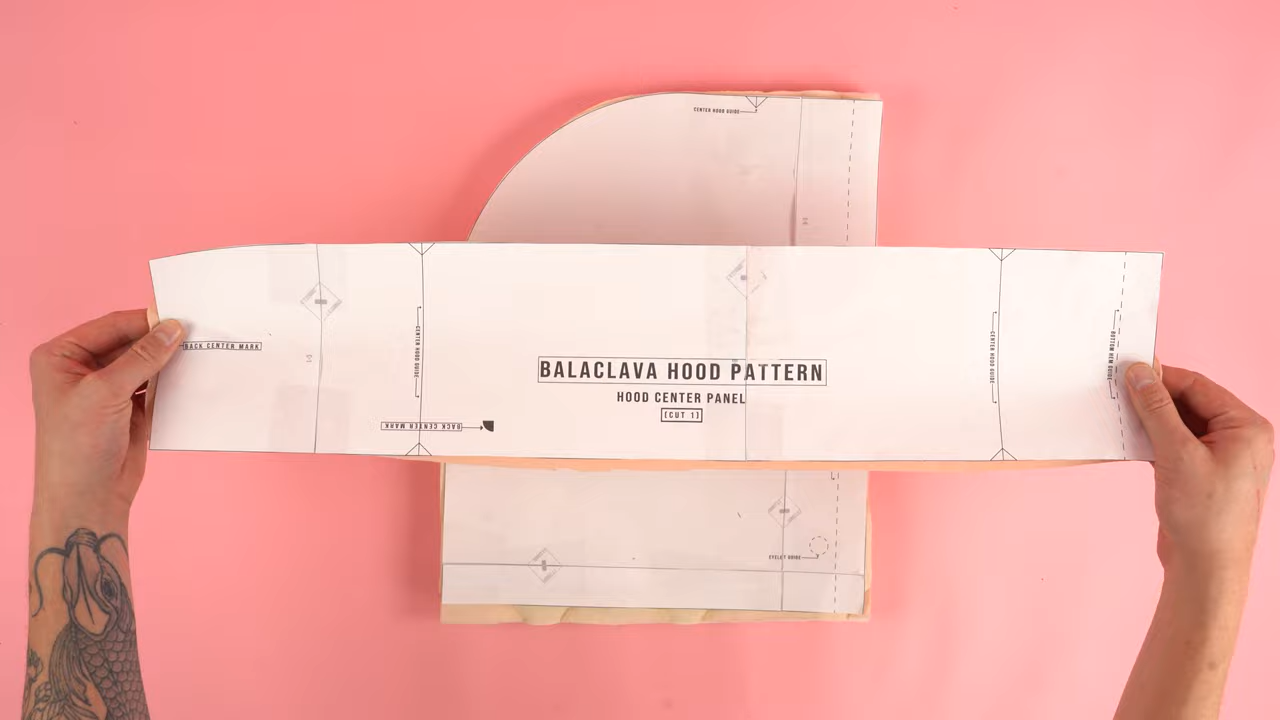 CENTER HOOD GUIDE
BACK CENTER MARK
CENTER HOOD GUIDE
BACK CENTER MARK
BALACLAVA HOOD PATTERN
HOOD CENTER PANEL
[CUT 1]
CENTER HOOD GUIDE
BOTTOM HEM GUIDE
EYELET GUIDE